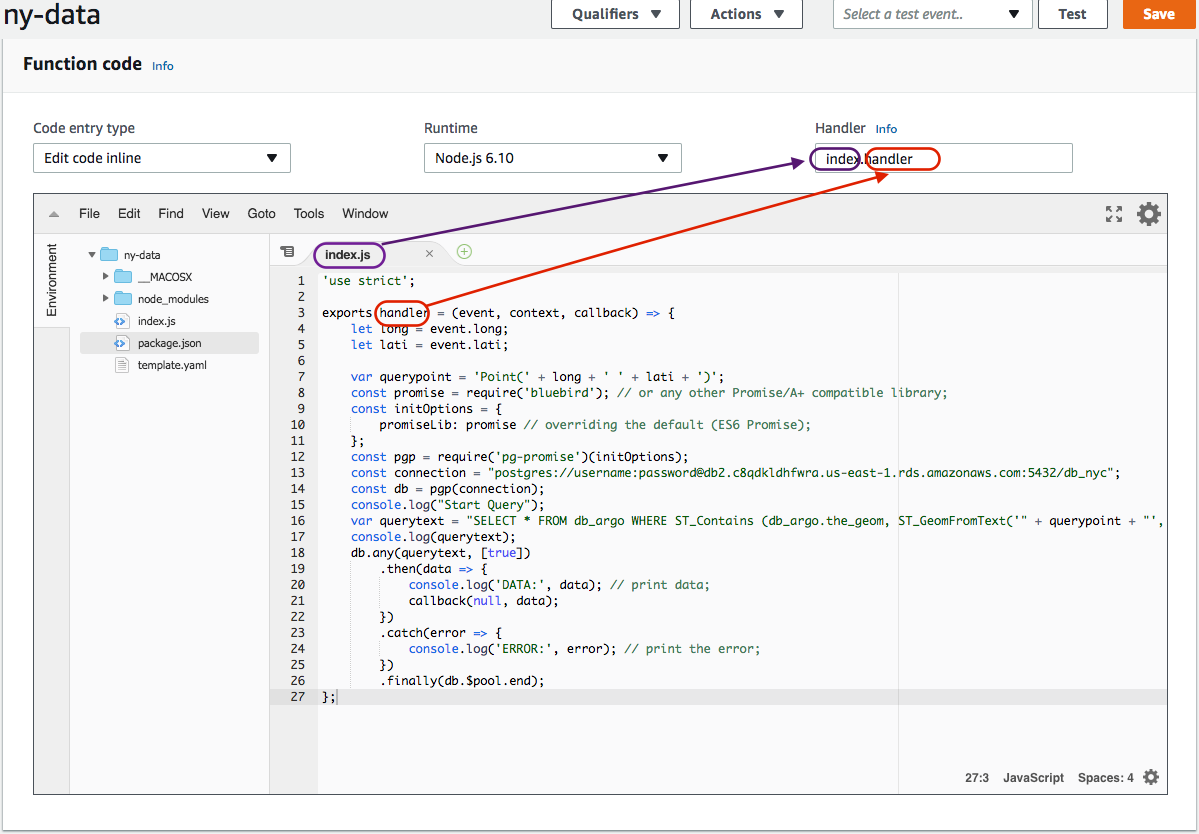 ny-data
Qualifiers
Actions
Select a test event..
Test
Save
Function code Info
Code entry type
Runtime
Handler Info
Edit code inline
Node.js 6.10
index.handler
File Edit Find View Goto Tools Window
Environment
ny-data
__MACOSX
node_modules
index.js
package.json
template.yaml
index.js
1 'use strict';
2
3 exports.handler = (event, context, callback) => {
4 let long = event.long;
5 let lati = event.lati;
6
7 var querypoint = 'Point(' + long + ' ' + lati + ')';
8 const promise = require('bluebird'); // or any other Promise/A+ compatible library;
9 const initOptions = {
10 promiseLib: promise // overriding the default (ES6 Promise);
11 };
12 const pgp = require('pg-promise')(initOptions);
13 const connection = "postgres://username:password@db2.c8qdkldhfwra.us-east-1.rds.amazonaws.com:5432/db_nyc";
14 const db = pgp(connection);
15 console.log("Start Query");
16 var querytext = "SELECT * FROM db_argo WHERE ST_Contains (db_argo.the_geom, ST_GeomFromText('" + querypoint + "',
17 console.log(querytext);
18 db.any(querytext, [true])
19 .then(data => {
20 console.log('DATA:', data); // print data;
21 callback(null, data);
22 })
23 .catch(error => {
24 console.log('ERROR:', error); // print the error;
25 })
26 .finally(db.$pool.end);
27 };
27:3 JavaScript Spaces: 4